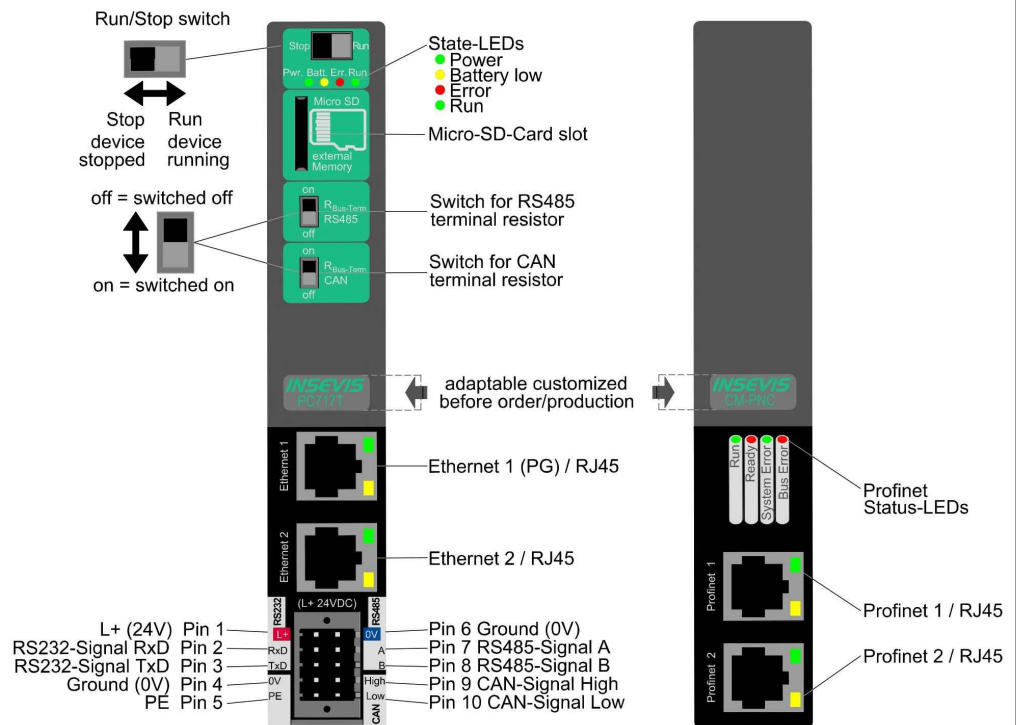 Run/Stop switch
Stop
device
stopped
Run
device
running
off = switched off
on = switched on
Stop Run
Pwr. Batt. Err. Run
Micro SD
external
Memory
on
RBus-Term
RS485
off
on
RBus-Term
CAN
off
State-LEDs
Power
Battery low
Error
Run
Micro-SD-Card slot
Switch for RS485
terminal resistor
Switch for CAN
terminal resistor
INSEVIS
PC717T
adaptable customized
before order/production
INSEVIS
CM-PNC
Ethernet 1
Ethernet 1 (PG) / RJ45
Ethernet 2
Ethernet 2 / RJ45
RS232
(L+ 24VDC)
RS485
L+ (24V) Pin 1
RS232-Signal RxD Pin 2
RS232-Signal TxD Pin 3
Ground (0V) Pin 4
PE Pin 5
L+
RxD
TxD
0V
PE
0V
A
B
High
Low
CAN
Pin 6 Ground (0V)
Pin 7 RS485-Signal A
Pin 8 RS485-Signal B
Pin 9 CAN-Signal High
Pin 10 CAN-Signal Low
Run
Ready
System Error
Bus Error
Profinet
Status-LEDs
Profinet 1
Profinet 1 / RJ45
Profinet 2
Profinet 2 / RJ45